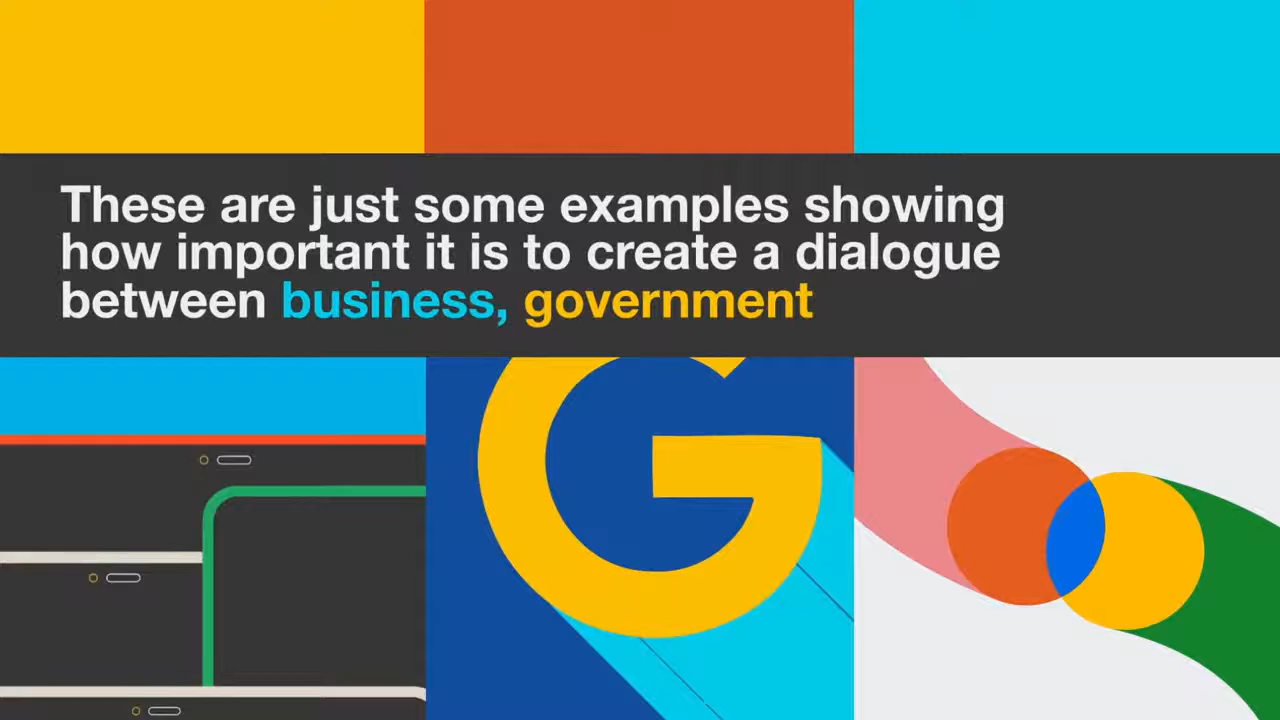 These are just some examples showing
how important it is to create a dialogue
between business, government
G